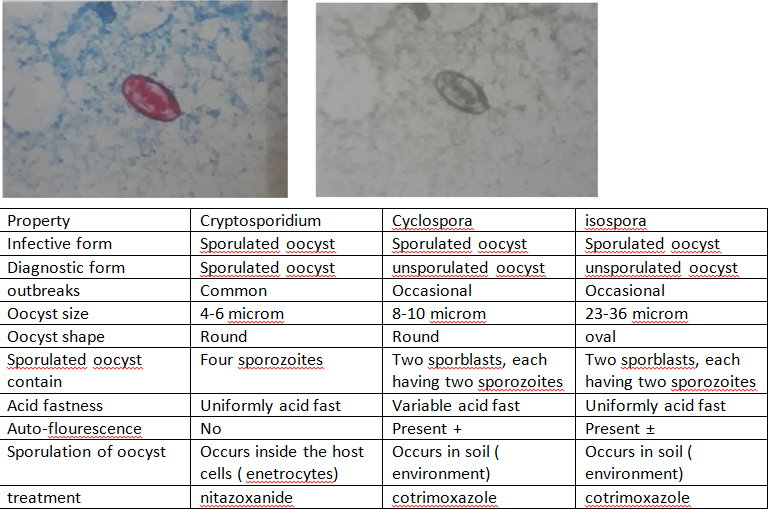 Property Cryptosporidium Cyclospora isospora
Infective form Sporulated oocyst Sporulated oocyst Sporulated oocyst
Diagnostic form Sporulated oocyst unsporulated oocyst unsporulated oocyst
outbreaks Common Occasional Occasional
Oocyst size 4-6 microm 8-10 microm 23-36 microm
Oocyst shape Round Round oval
Sporulated oocyst Four sporozoites Two sporblasts, each Two sporblasts, each
contain having two sporozoites having two sporozoites
Acid fastness Uniformly acid fast Variable acid fast Uniformly acid fast
Auto-flourescence No Present + Present ±
Sporulation of oocyst Occurs inside the host Occurs in soil ( Occurs in soil (
cells ( enetrocytes) environment) environment)
treatment nitazoxanide cotrimoxazole cotrimoxazole